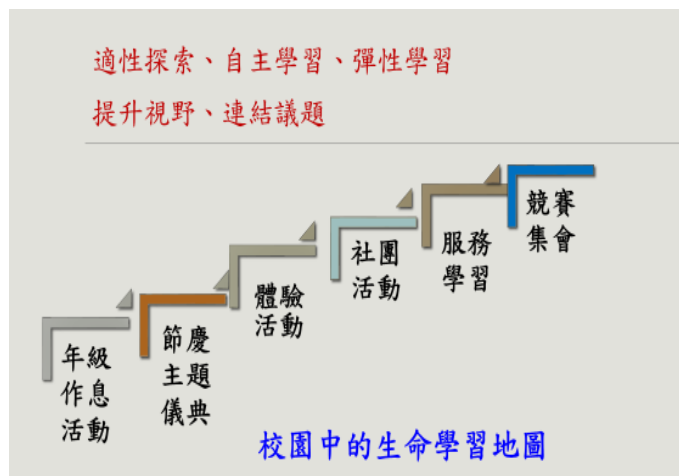 適性探索、自主學習、彈性學習
提升視野、連結議題
年級
作息
活動
節慶
主題
儀典
體驗
活動
社團
活動
服務
學習
競賽
集會
校園中的生命學習地圖